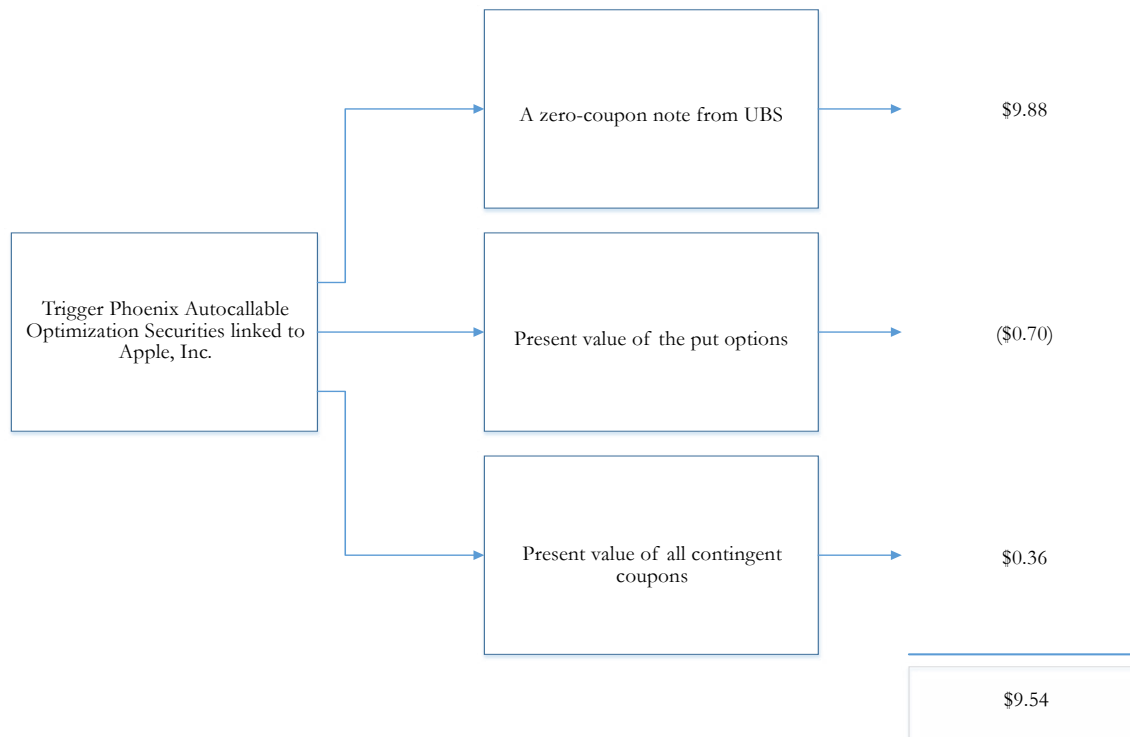 A zero-coupon note from UBS
$9.88
Trigger Phoenix Autocallable
Optimization Securities linked to
Apple, Inc.
Present value of the put options
($0.70)
Present value of all contingent
coupons
$0.36
$9.54